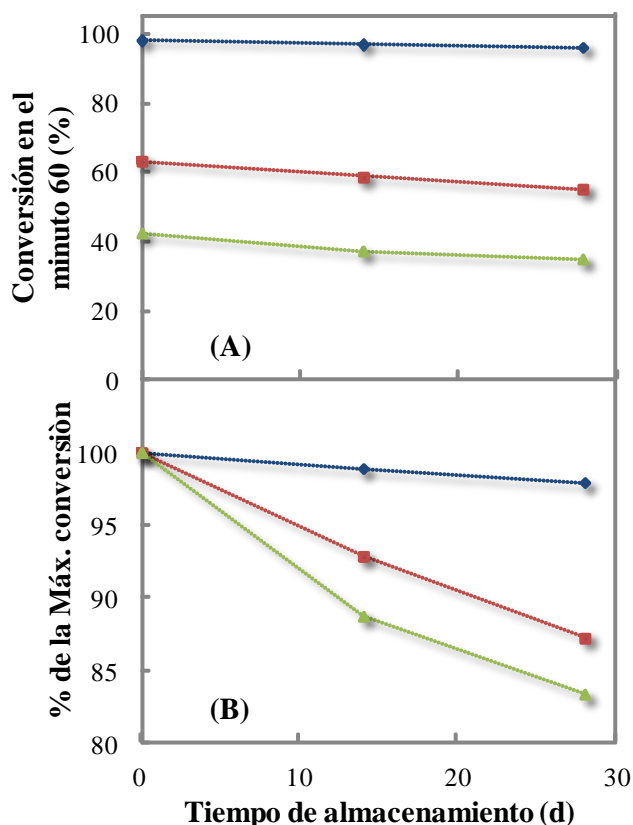 Conversión en el
minuto 60 (%)
100
80
60
40
20
0
(A)
% de la Máx. conversiòn
100
95
90
85
80
(B)
0
10
20
30
Tiempo de almacenamiento (d)